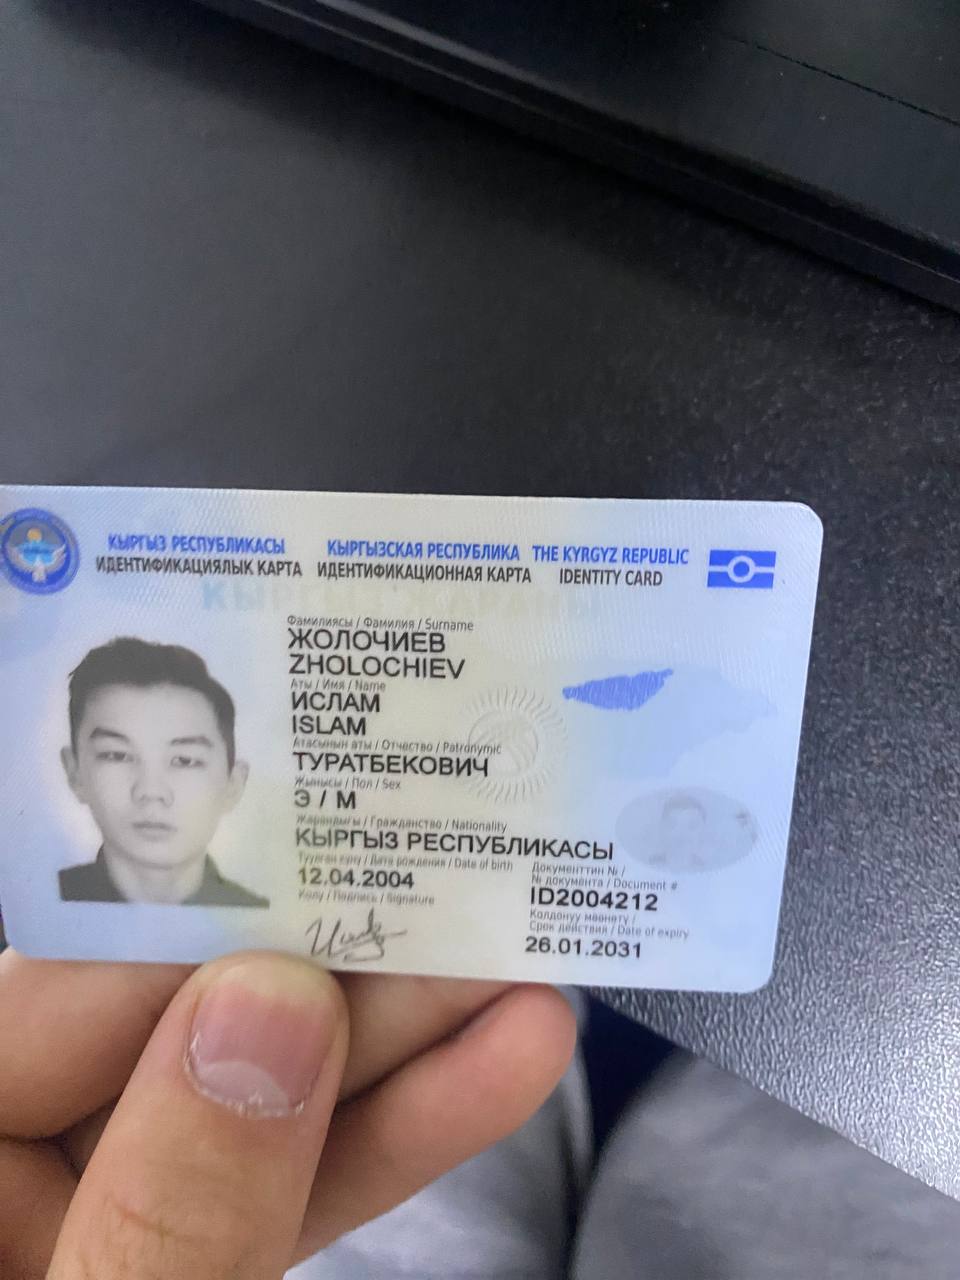 КЫРГЫЗ РЕСПУБЛИКАСЫ КЫРГЫЗСКАЯ РЕСПУБЛИКА THE KYRGYZ REPUBLIC
ИДЕНТИФИКАЦИЯЛЫК КАРТА ИДЕНТИФИКАЦИОННАЯ КАРТА IDENTITY CARD
КЫРГЫЗ ЖАРАНЫ
Фамилиясы / Фамилия / Surname
ЖОЛОЧИЕВ
ZHOLOCHIEV
Аты / Имя / Name
ИСЛАМ
ISLAM
Атасынын аты / Отчество / Patronymic
ТУРАТБЕКОВИЧ
Жынысы / Пол / Sex
Э / М
Жарандыгы / Гражданство / Nationality
КЫРГЫЗ РЕСПУБЛИКАСЫ
Туулган күнү / Дата рождения / Date of birth
12.04.2004
Документтин № /
№ документа / Document #
ID2004212
Колу / Подпись / Signature
Колдонуу мөөнөтү /
Срок действия / Date of expiry
26.01.2031